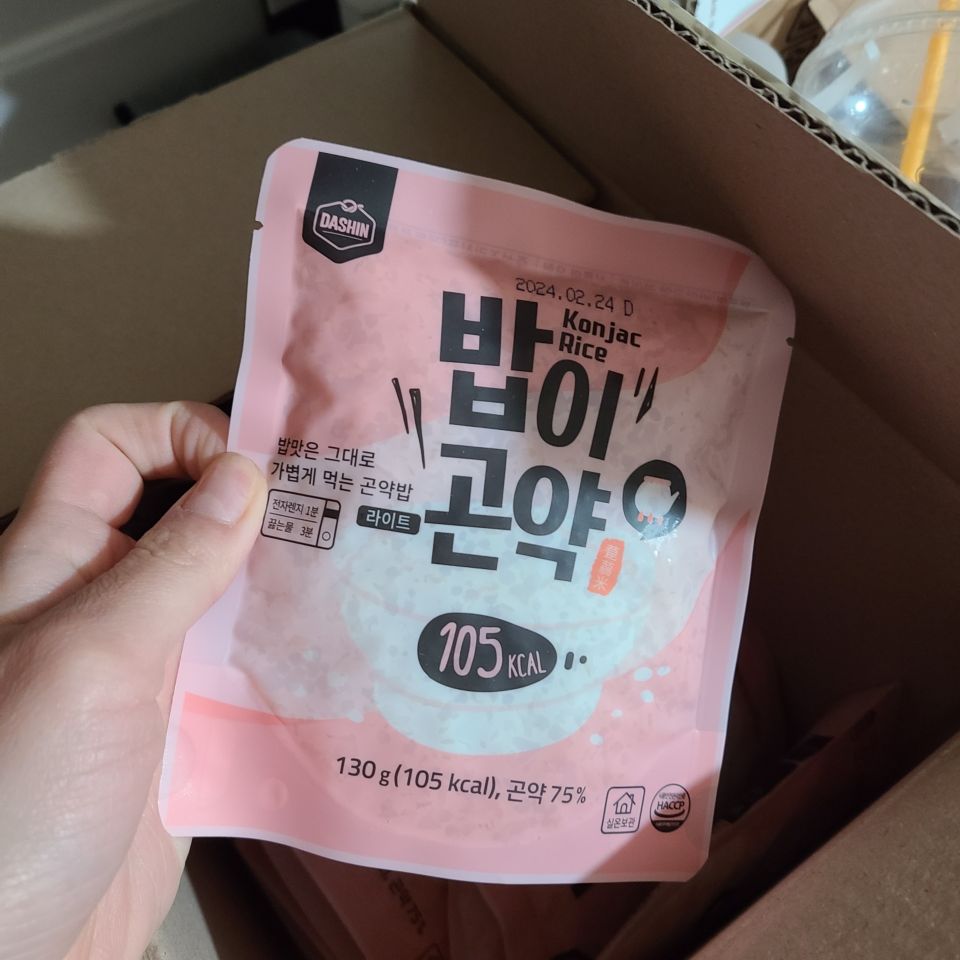 DASHIN
2024.02.24 D
밥이
Konjac
Rice
곤약
밥맛은 그대로
가볍게 먹는 곤약밥
라이트
전자렌지 1분
끓는물 3분
105 KCAL
130 g (105 kcal), 곤약 75%
실온보관
HACCP